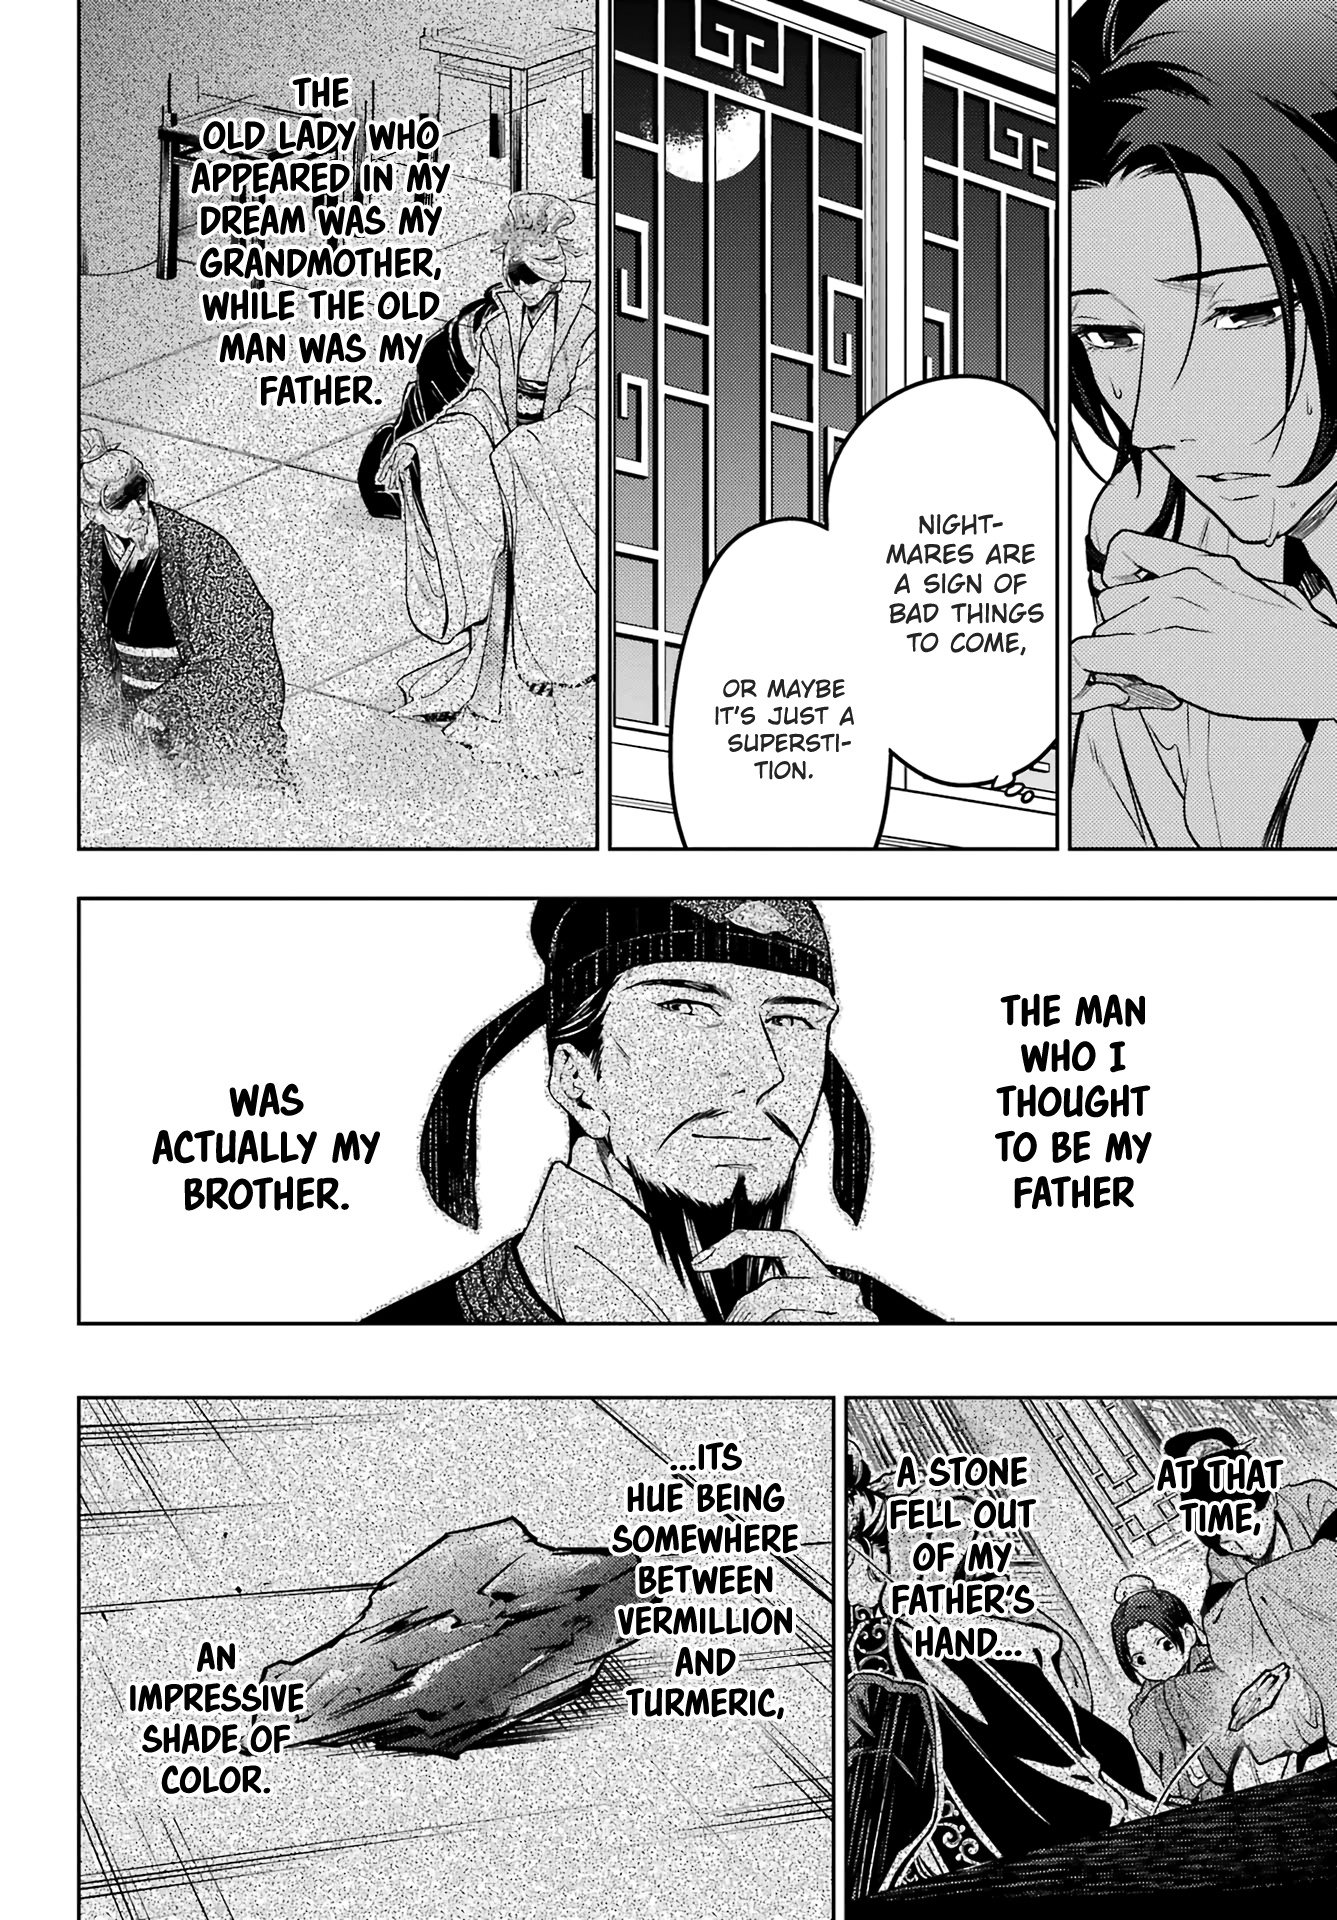 NIGHT-
MARES ARE
A SIGN OF
BAD THINGS
TO COME,
OR MAYBE
IT'S JUST A
SUPERSTI-
TION.
THE
OLD LADY WHO
APPEARED IN MY
DREAM WAS MY
GRANDMOTHER,
WHILE THE OLD
MAN WAS MY
FATHER.
THE MAN
WHO I
THOUGHT
TO BE MY
FATHER
WAS
ACTUALLY MY
BROTHER.
AT THAT
TIME,
A STONE
FELL OUT
OF MY
FATHER'S
HAND...
...ITS
HUE BEING
SOMEWHERE
BETWEEN
VERMILLION
AND
TURMERIC,
AN
IMPRESSIVE
SHADE OF
COLOR.